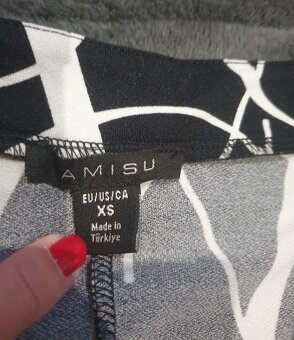 AMISU
EU/US/CA
XS
Made in
Türkiye